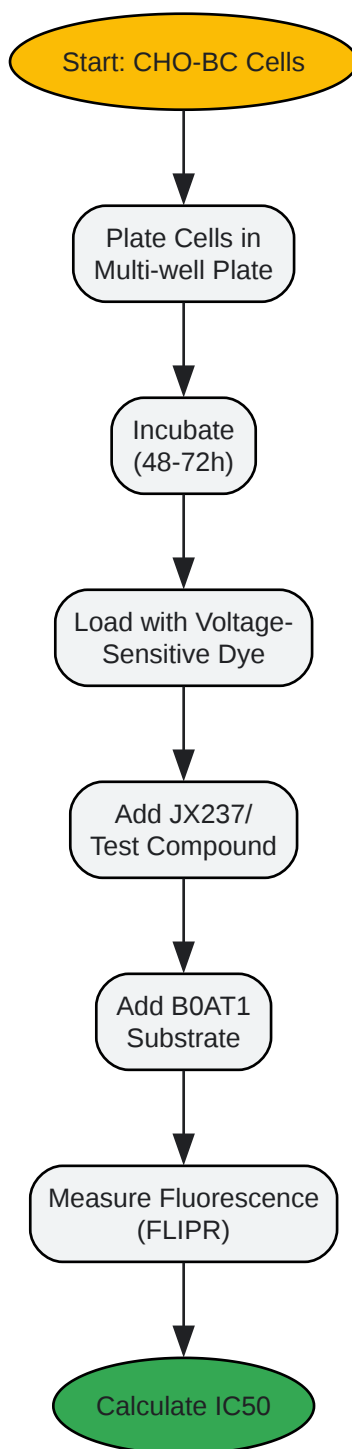 Start: CHO-BC Cells
Plate Cells in
Multi-well Plate
Incubate
(48-72h)
Load with Voltage-
Sensitive Dye
Add JX237/
Test Compound
Add B0AT1
Substrate
Measure Fluorescence
(FLIPR)
Calculate IC50